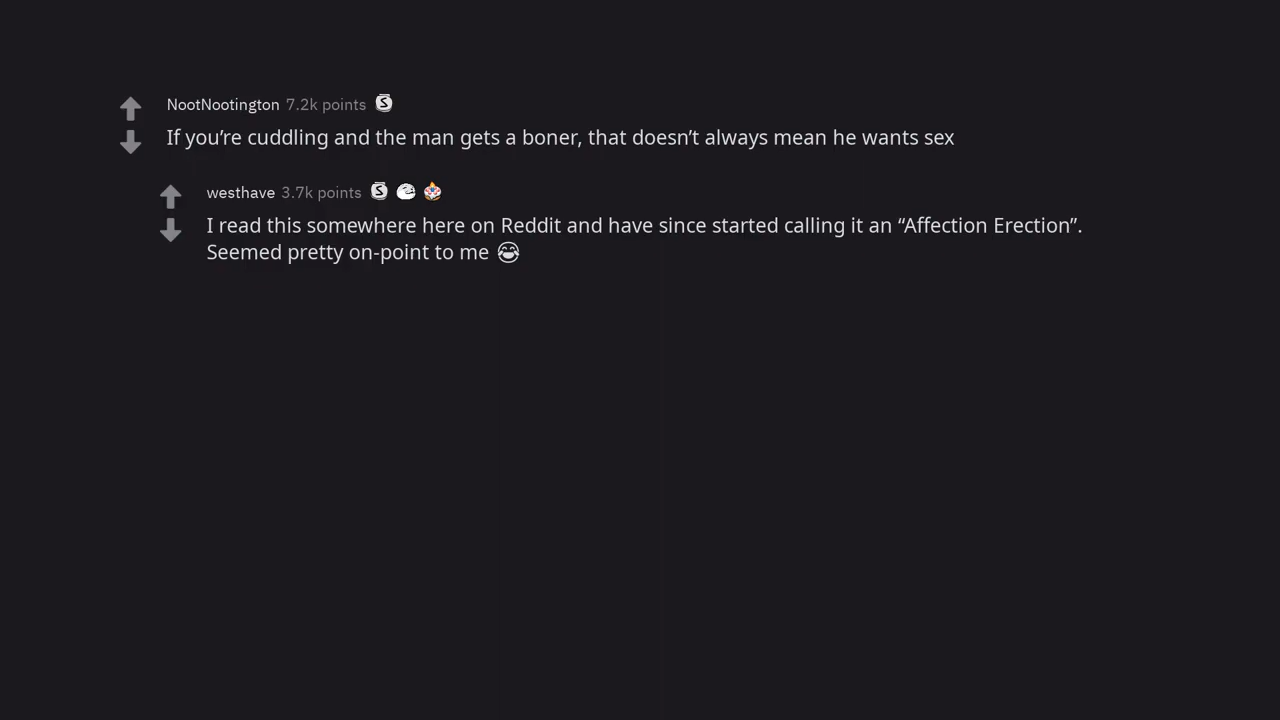 NootNootington 7.2k points
If you’re cuddling and the man gets a boner, that doesn’t always mean he wants sex
westhave 3.7k points
I read this somewhere here on Reddit and have since started calling it an “Affection Erection”.
Seemed pretty on-point to me 😂